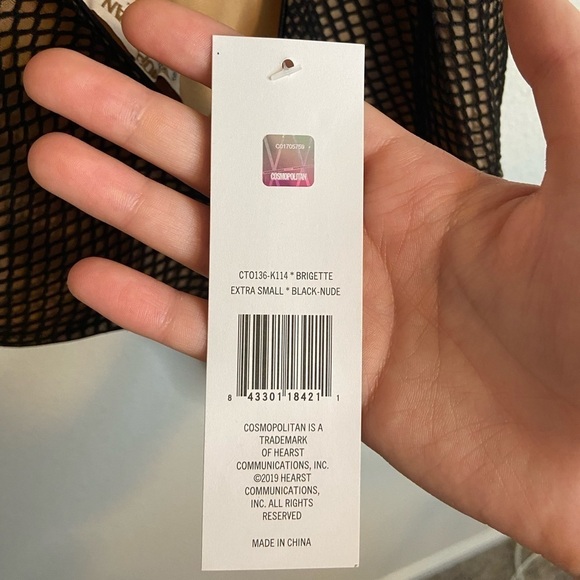 C01705759
COSMOPOLITAN
CTO136-K114 * BRIGETTE
EXTRA SMALL * BLACK-NUDE
8 43301 18421 1
COSMOPOLITAN IS A
TRADEMARK
OF HEARST
COMMUNICATIONS, INC.
©2019 HEARST
COMMUNICATIONS,
INC. ALL RIGHTS
RESERVED
MADE IN CHINA